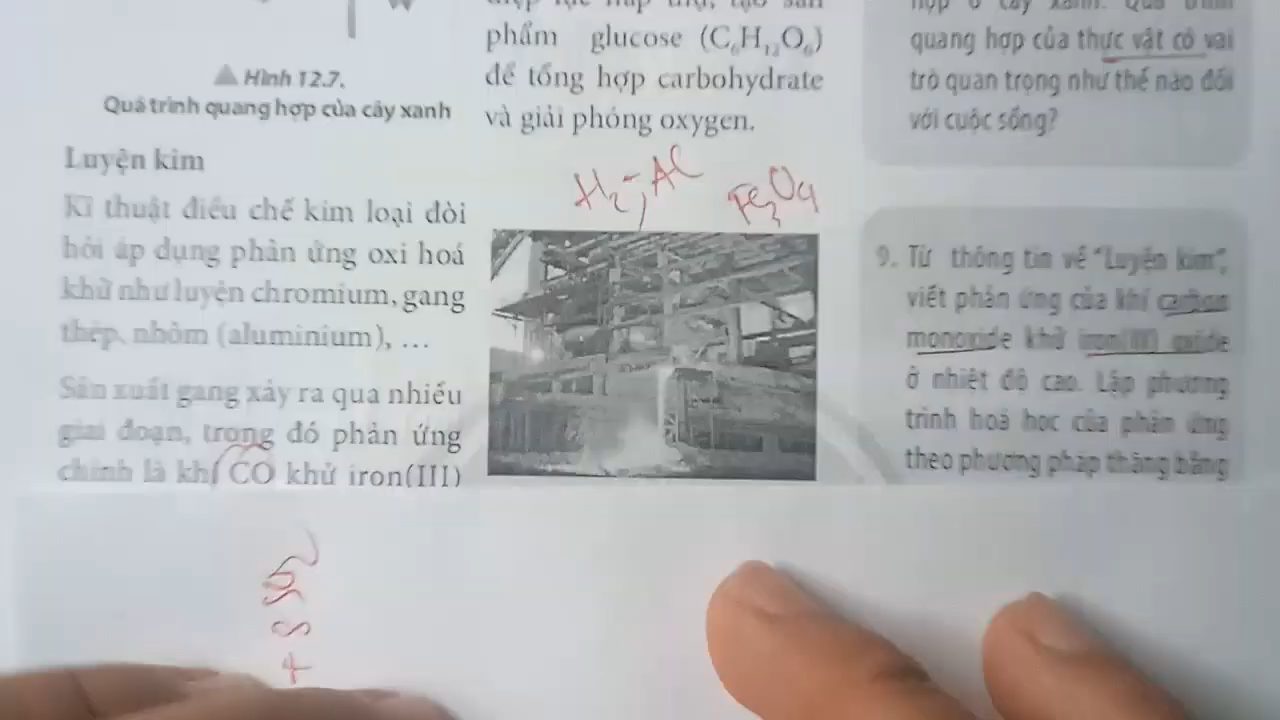 phẩm glucose (C₆H₁₂O₆)
để tổng hợp carbohydrate
và giải phóng oxygen.
Hình 12.7.
Quá trình quang hợp của cây xanh
quang hợp của thực vật có vai
trò quan trọng như thế nào đối
với cuộc sống?
Luyện kim
Kĩ thuật điều chế kim loại đòi
hỏi áp dụng phản ứng oxi hoá
khử như luyện chromium, gang
thép, nhôm (aluminium), ...
Sản xuất gang xảy ra qua nhiều
giai đoạn, trong đó phản ứng
chính là khí CO khử iron(III)
H₂, Al
Fe₃O₄
9. Từ thông tin về "Luyện kim",
viết phản ứng của khí carbon
monoxide khử iron(III) oxide
ở nhiệt độ cao. Lập phương
trình hoá học của phản ứng
theo phương pháp thăng bằng